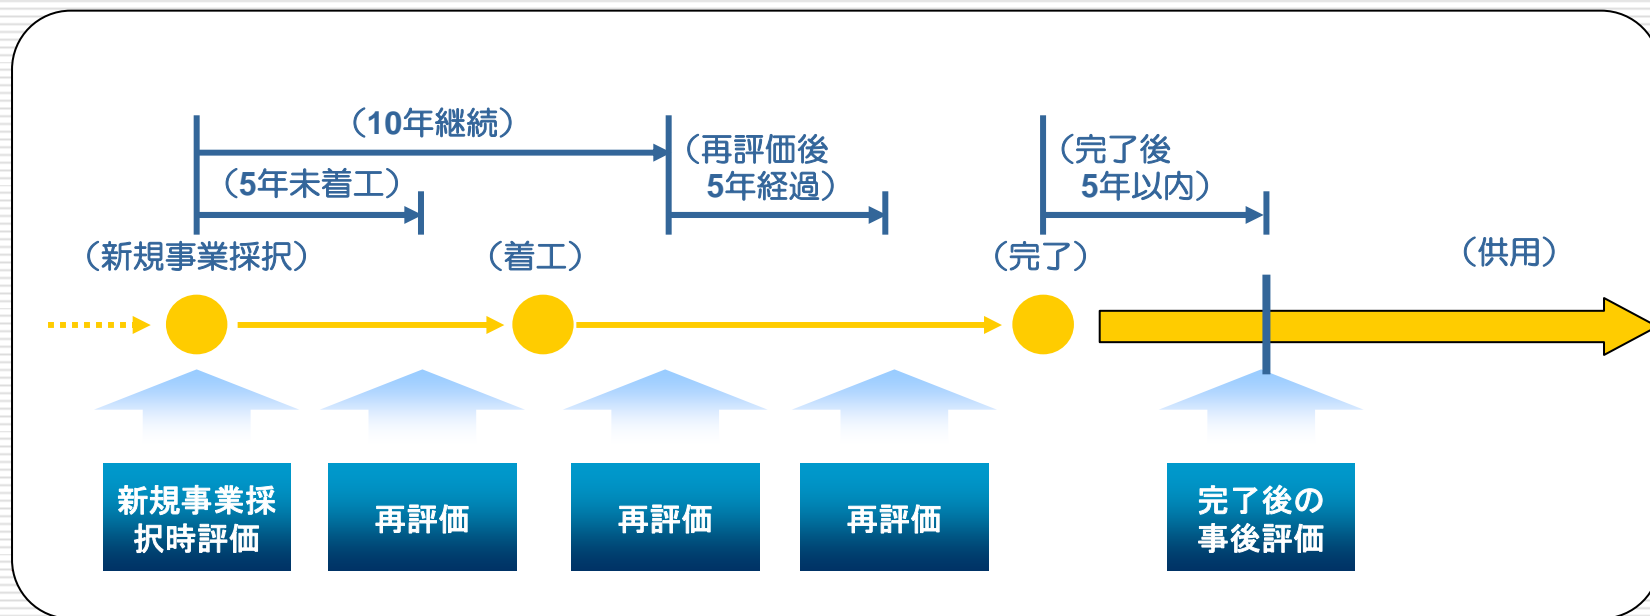 （10年継続）
（5年未着工）
（再評価後
5年経過）
（完了後
5年以内）
（新規事業採択）
（着工）
（完了）
（供用）
新規事業採
択時評価
再評価
再評価
再評価
完了後の
事後評価